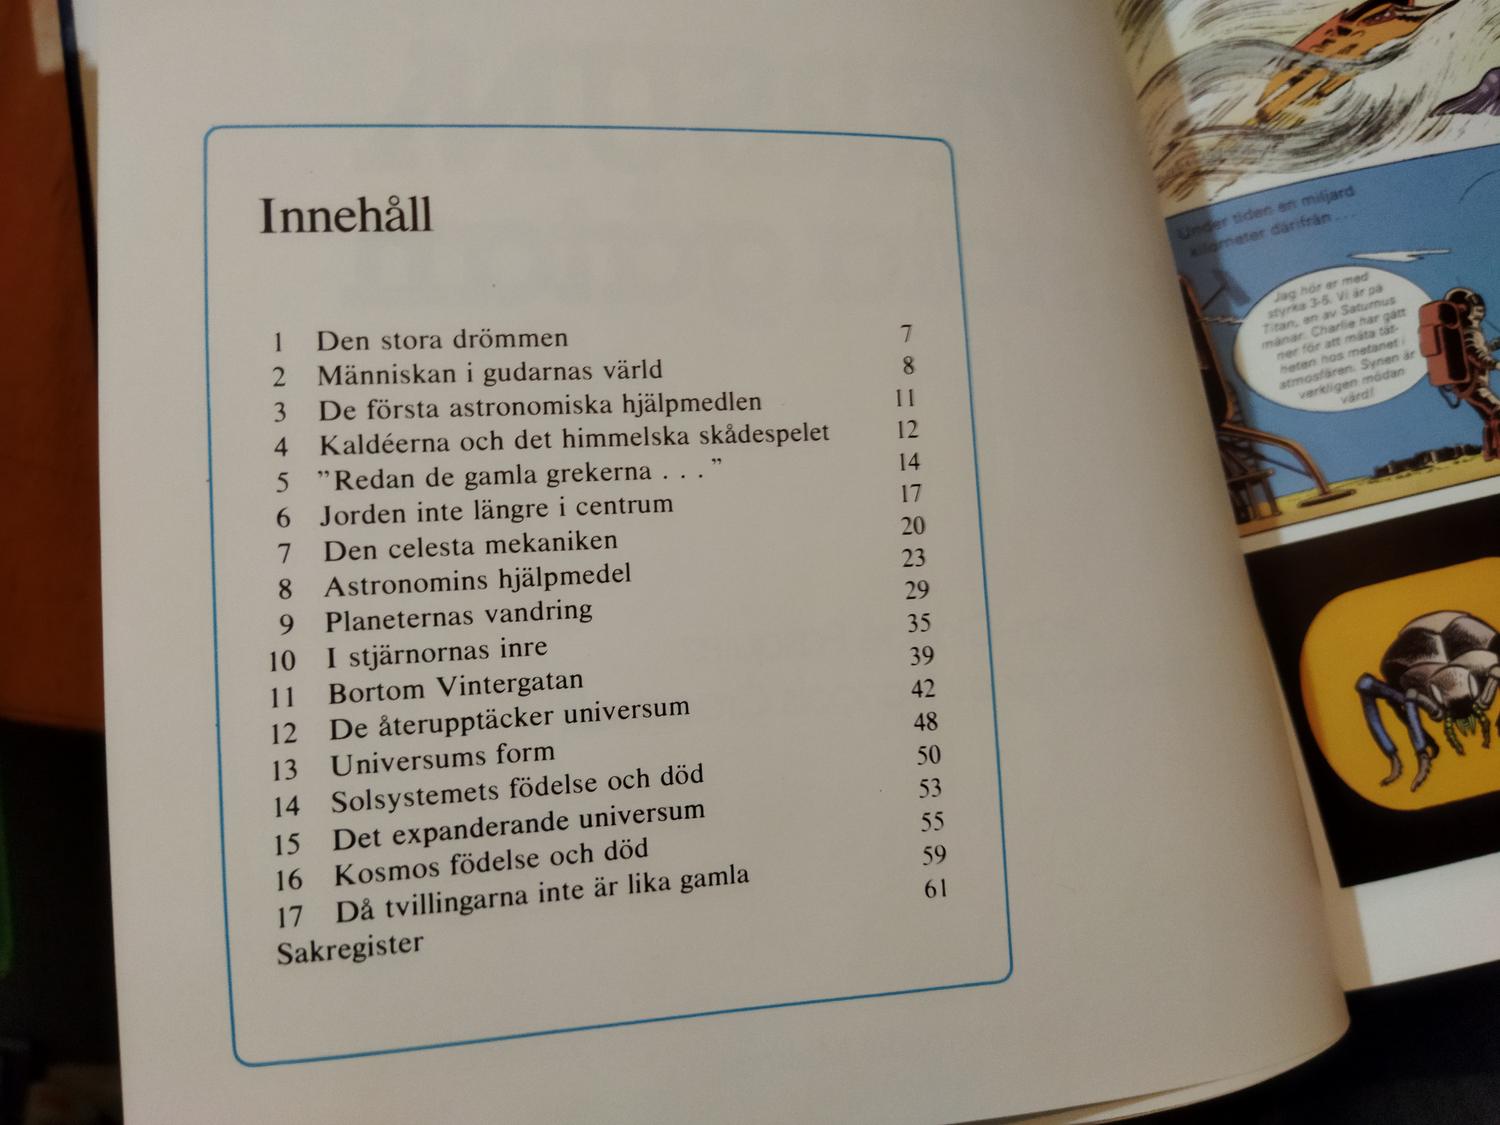 Innehåll
1 Den stora drömmen 7
2 Människan i gudarnas värld 8
3 De första astronomiska hjälpmedlen 11
4 Kaldéerna och det himmelska skådespelet 12
5 ”Redan de gamla grekerna . . .” 14
6 Jorden inte längre i centrum 17
7 Den celesta mekaniken 20
8 Astronomins hjälpmedel 23
9 Planeternas vandring 29
10 I stjärnornas inre 35
11 Bortom Vintergatan 39
12 De återupptäcker universum 42
13 Universums form 48
14 Solsystemets födelse och död 50
15 Det expanderande universum 53
16 Kosmos födelse och död 55
17 Då tvillingarna inte är lika gamla 59
Sakregister 61
Under tiden en miljard
kilometer därifrån ...
Jag hör er med
styrka 3-5. Vi är på
Titan, en av Saturnus
månar. Charlie har gått
ner för att mäta tät-
heten hos metanet i
atmosfären. Synen är
verkligen mödan
värd!